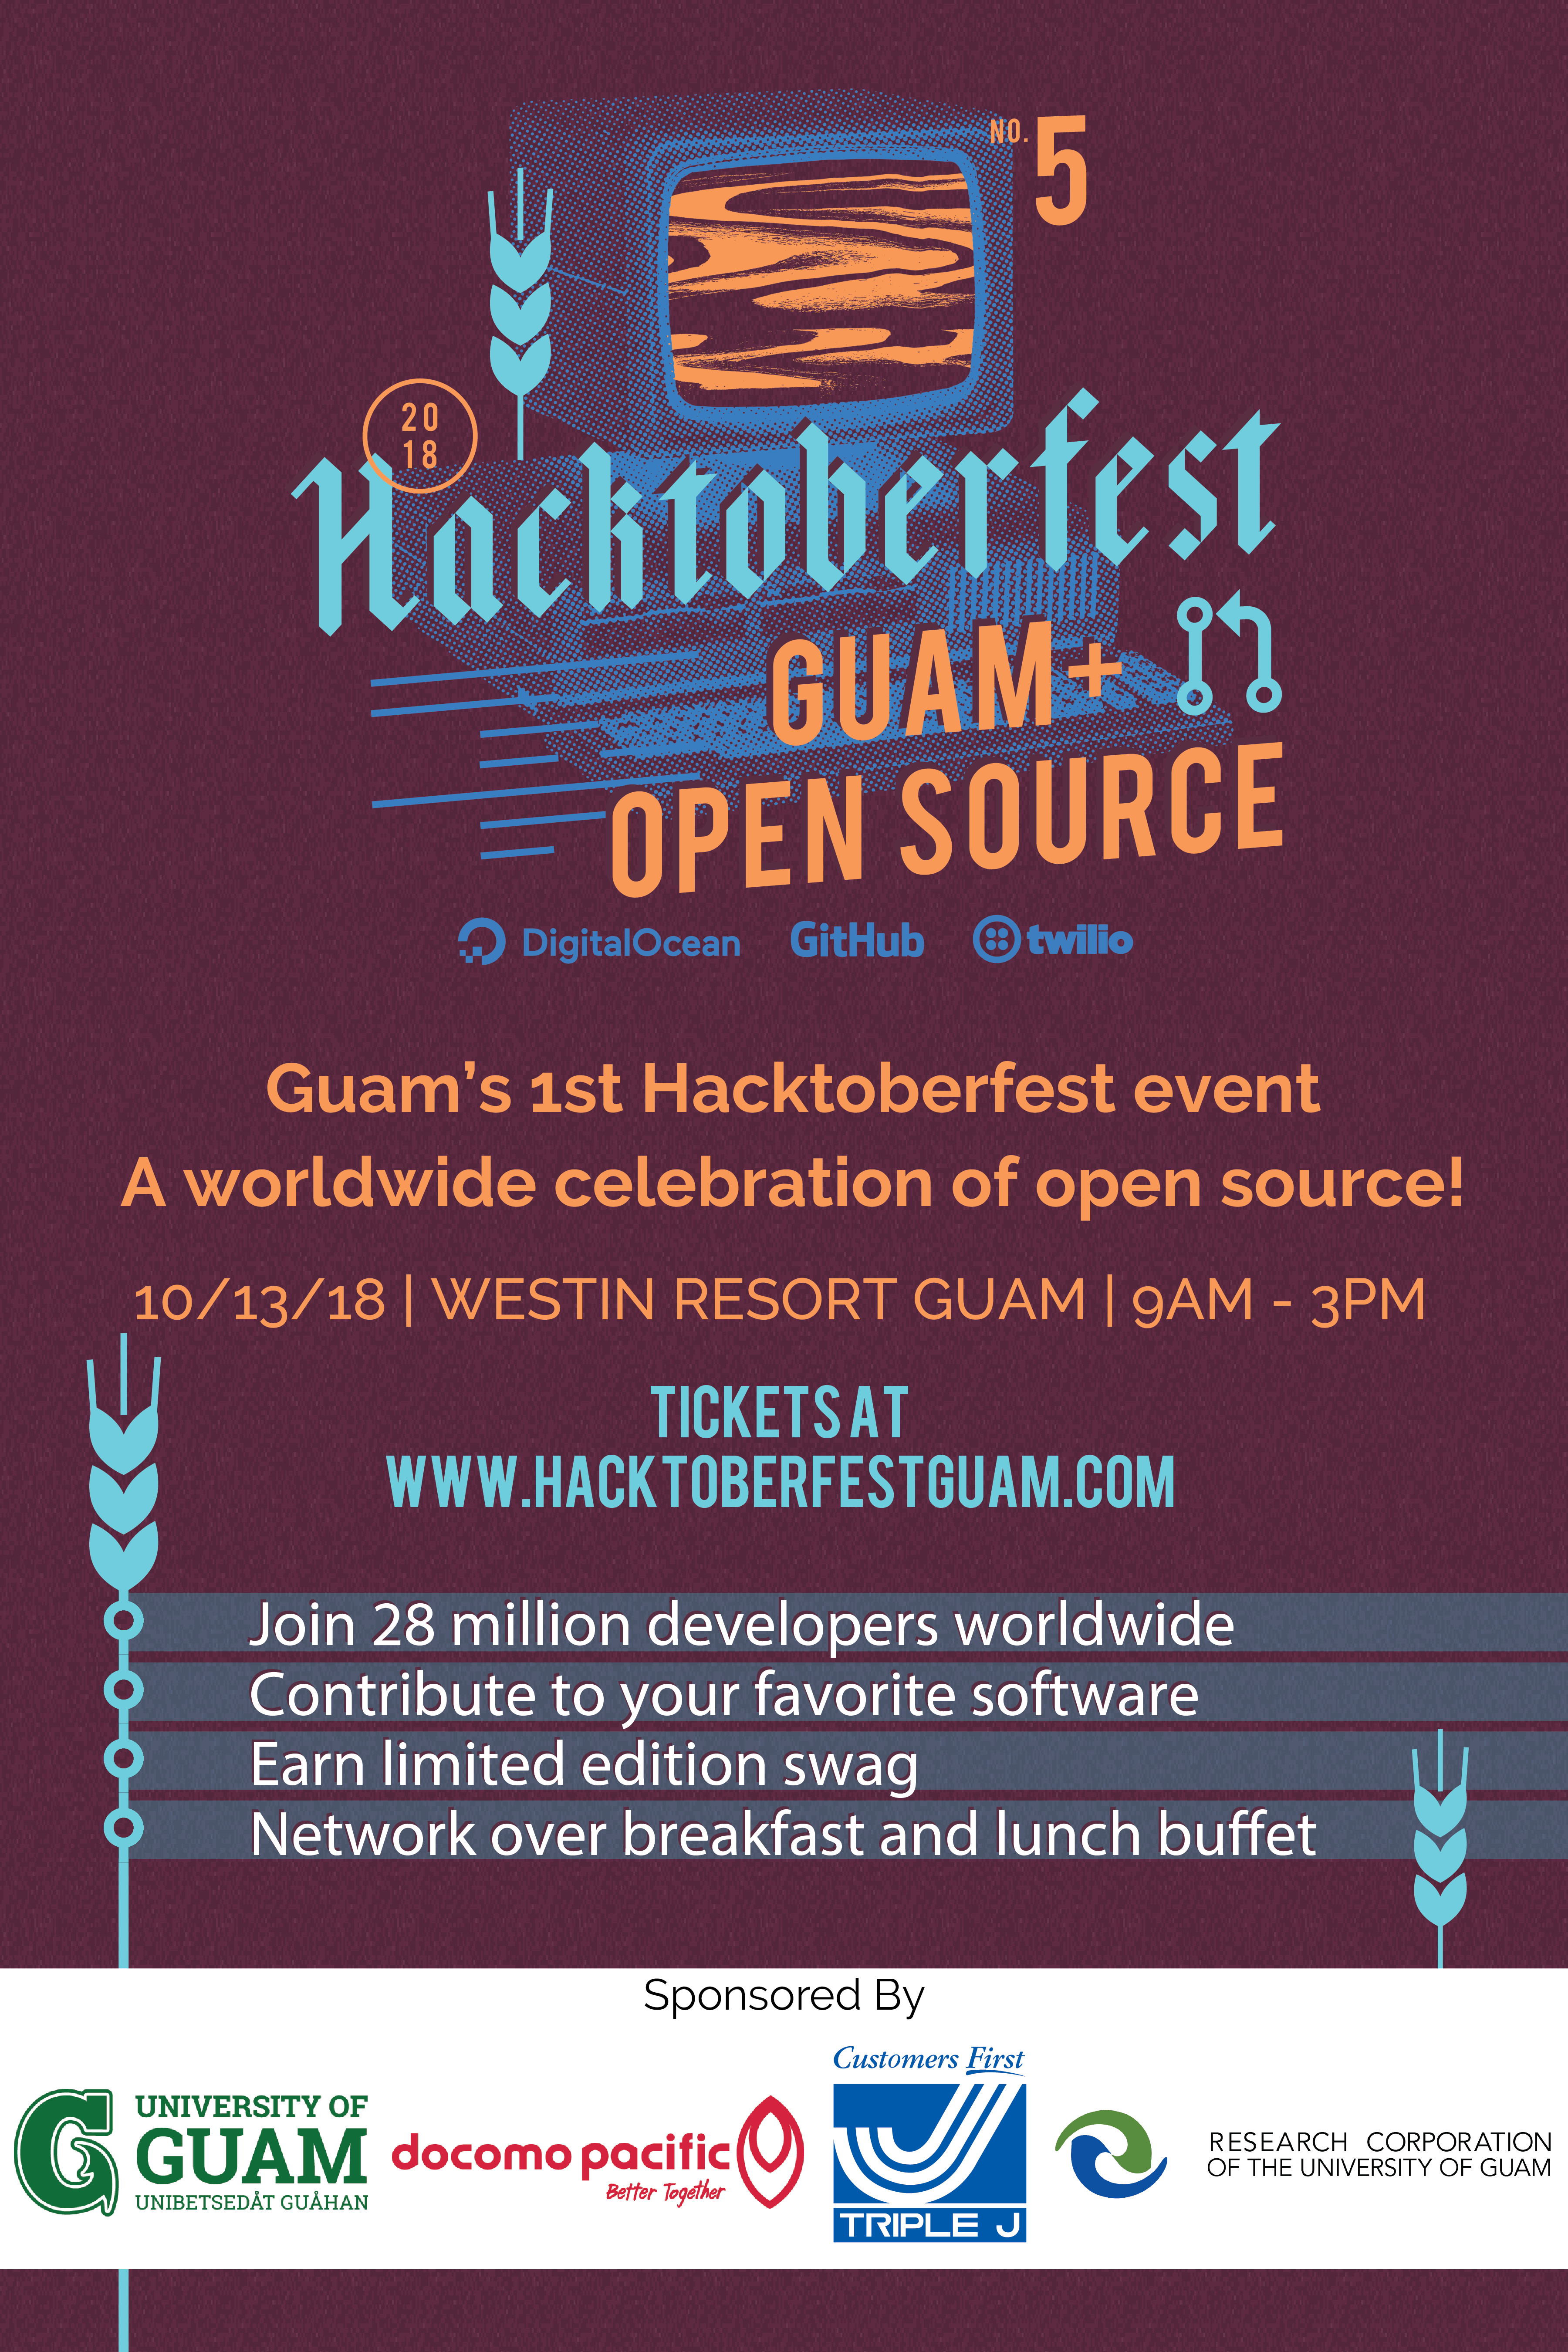 NO. 5
20
18
Hacktoberfest
GUAM+
OPEN SOURCE
DigitalOcean GitHub twilio
Guam's 1st Hacktoberfest event
A worldwide celebration of open source!
10/13/18 | WESTIN RESORT GUAM | 9AM - 3PM
TICKETS AT
WWW.HACKTOBERFESTGUAM.COM
Join 28 million developers worldwide
Contribute to your favorite software
Earn limited edition swag
Network over breakfast and lunch buffet
Sponsored By
G
UNIVERSITY OF
GUAM
UNIBETSEDÅT GUÅHAN
docomo pacific
Better Together
Customers First
TRIPLE J
RESEARCH CORPORATION
OF THE UNIVERSITY OF GUAM